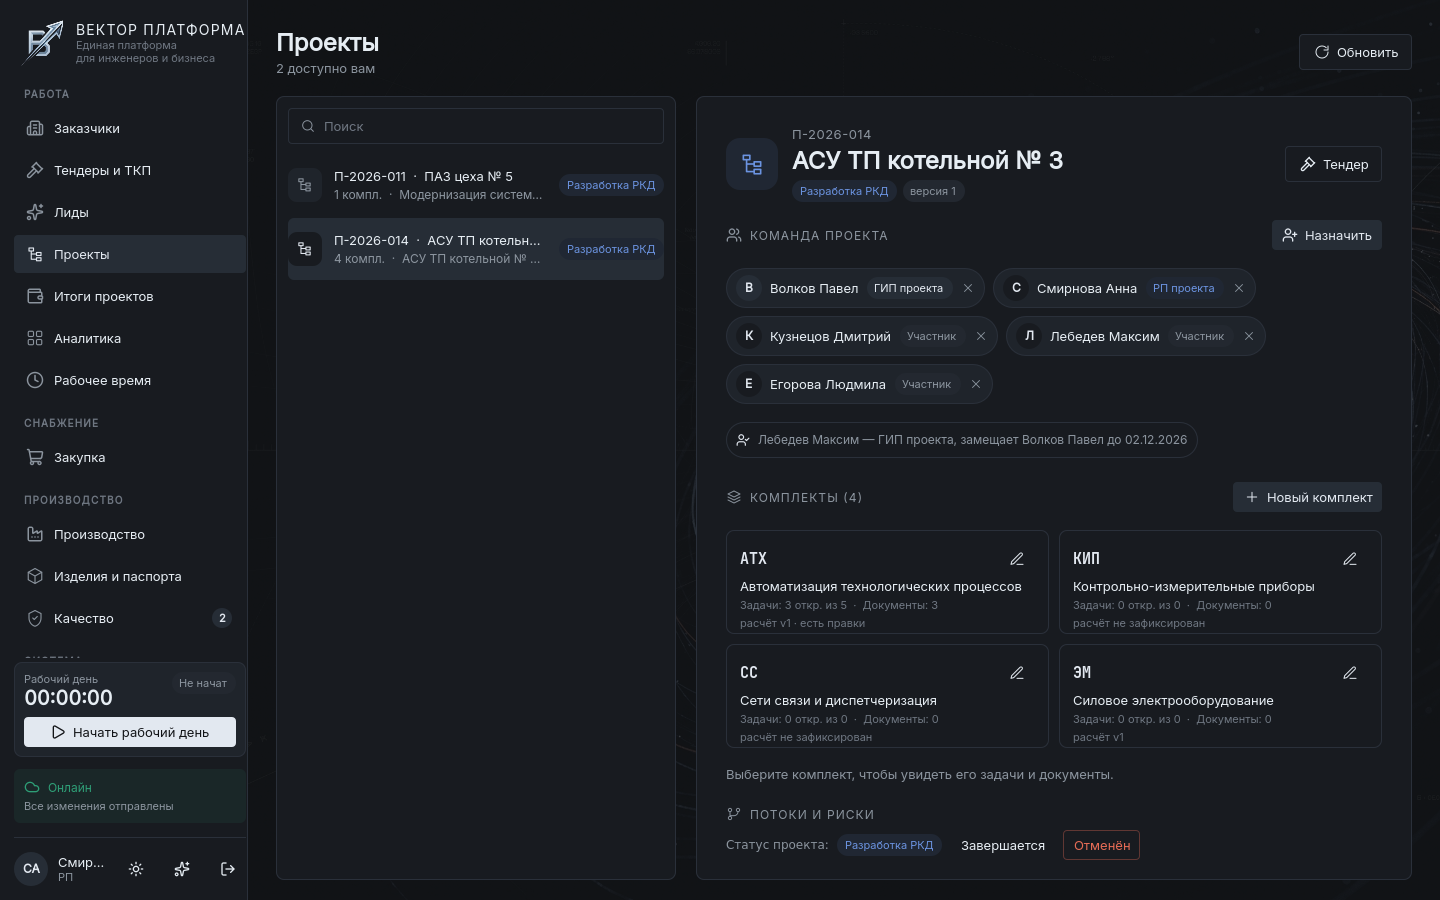 ВЕКТОР ПЛАТФОРМА
Единая платформа
для инженеров и бизнеса
РАБОТА
Заказчики
Тендеры и ТКП
Лиды
Проекты
Итоги проектов
Аналитика
Рабочее время
СНАБЖЕНИЕ
Закупка
ПРОИЗВОДСТВО
Производство
Изделия и паспорта
Качество
2
Рабочий день
Не начат
00:00:00
Начать рабочий день
Онлайн
Все изменения отправлены
СА
Смир...
РП
Проекты
2 доступно вам
Обновить
Поиск
П-2026-011 · ПАЗ цеха № 5
1 компл. · Модернизация систем...
Разработка РКД
П-2026-014 · АСУ ТП котельн...
4 компл. · АСУ ТП котельной № ...
Разработка РКД
П-2026-014
АСУ ТП котельной № 3
Разработка РКД
версия 1
Тендер
КОМАНДА ПРОЕКТА
Назначить
В Волков Павел ГИП проекта
С Смирнова Анна РП проекта
К Кузнецов Дмитрий Участник
Л Лебедев Максим Участник
Е Егорова Людмила Участник
Лебедев Максим — ГИП проекта, замещает Волков Павел до 02.12.2026
КОМПЛЕКТЫ (4)
Новый комплект
АТХ
Автоматизация технологических процессов
Задачи: 3 откр. из 5 · Документы: 3
расчёт v1 · есть правки
КИП
Контрольно-измерительные приборы
Задачи: 0 откр. из 0 · Документы: 0
расчёт не зафиксирован
СС
Сети связи и диспетчеризация
Задачи: 0 откр. из 0 · Документы: 0
расчёт не зафиксирован
ЭМ
Силовое электрооборудование
Задачи: 0 откр. из 0 · Документы: 0
расчёт v1
Выберите комплект, чтобы увидеть его задачи и документы.
ПОТОКИ И РИСКИ
Статус проекта: Разработка РКД Завершается Отменён